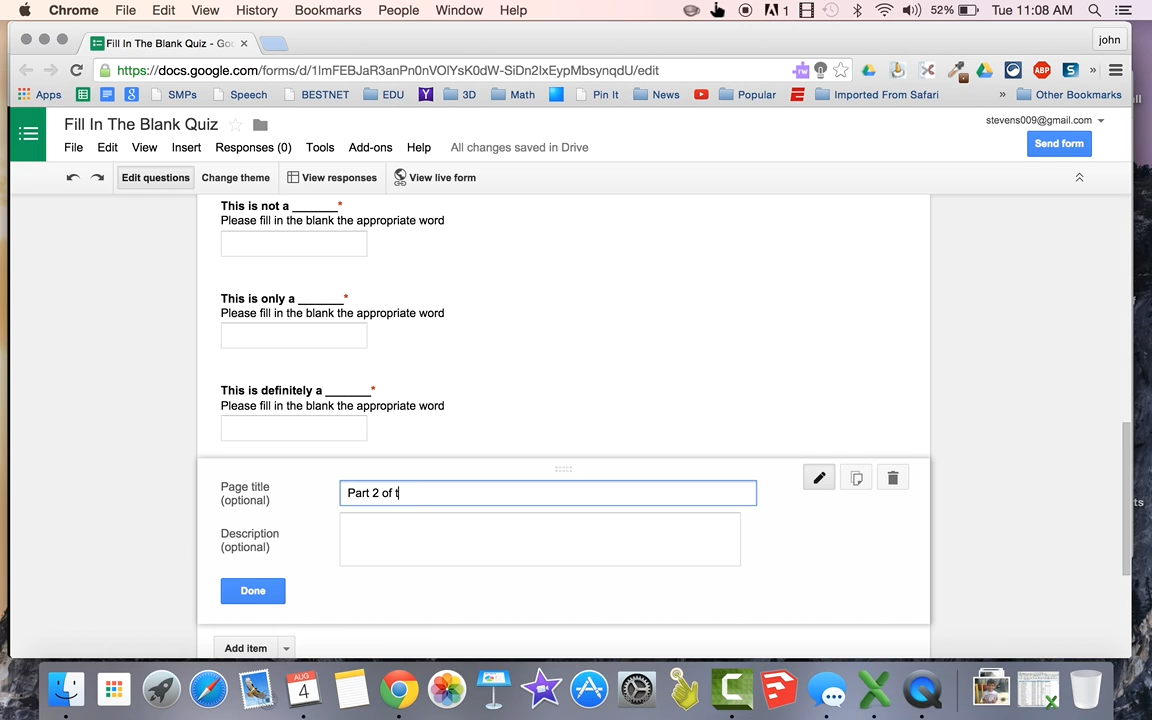 Chrome File Edit View History Bookmarks People Window Help 1 52% Tue 11:08 AM
Fill In The Blank Quiz - Goo john
https://docs.google.com/forms/d/1lmFEBJaR3anPn0nVOlYsK0dW-SiDn2lxEypMbsynqdU/edit rw ABP S
Apps SMPs Speech BESTNET EDU 3D Math Pin It News Popular Imported From Safari » Other Bookmarks
Fill In The Blank Quiz stevens009@gmail.com
File Edit View Insert Responses (0) Tools Add-ons Help All changes saved in Drive Send form
Edit questions Change theme View responses View live form
This is not a _______*
Please fill in the blank the appropriate word
This is only a _______*
Please fill in the blank the appropriate word
This is definitely a _______*
Please fill in the blank the appropriate word
Page title
(optional)
Part 2 of t
Description
(optional)
Done
Add item
AUG
4